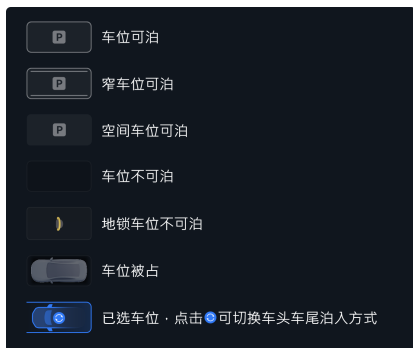 P 车位可泊
P 窄车位可泊
P 空间车位可泊
车位不可泊
地锁车位不可泊
车位被占
已选车位 · 点击可切换车头车尾泊入方式